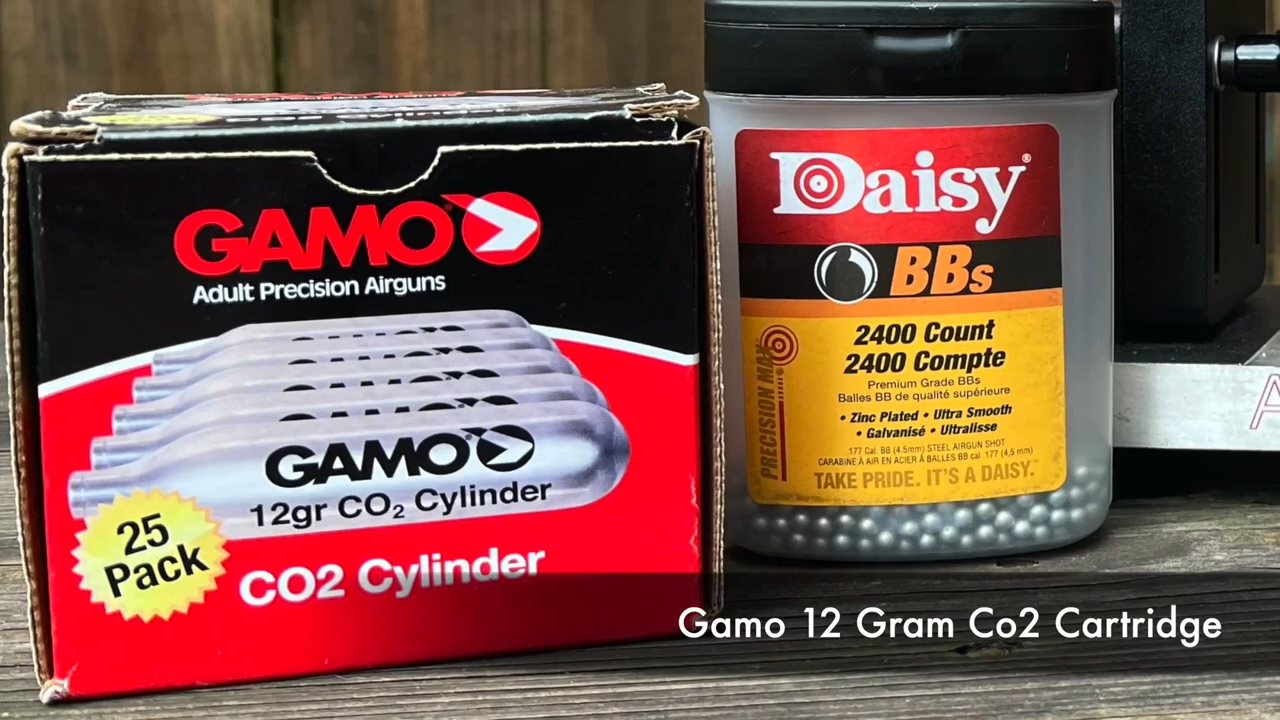 GAMO
Adult Precision Airguns
GAMO
12gr CO₂ Cylinder
25
Pack
CO2 Cylinder
Daisy®
BBs
2400 Count
2400 Compte
Premium Grade BBs
Balles BB de qualité supérieure
• Zinc Plated • Ultra Smooth
• Galvanisé • Ultralisse
.177 Cal. BB (4.5mm) STEEL AIRGUN SHOT
CARABINE À AIR EN ACIER À BALLES BB cal .177 (4,5 mm)
TAKE PRIDE. IT'S A DAISY.™
PRECISION MAX
A
Gamo 12 Gram Co2 Cartridge